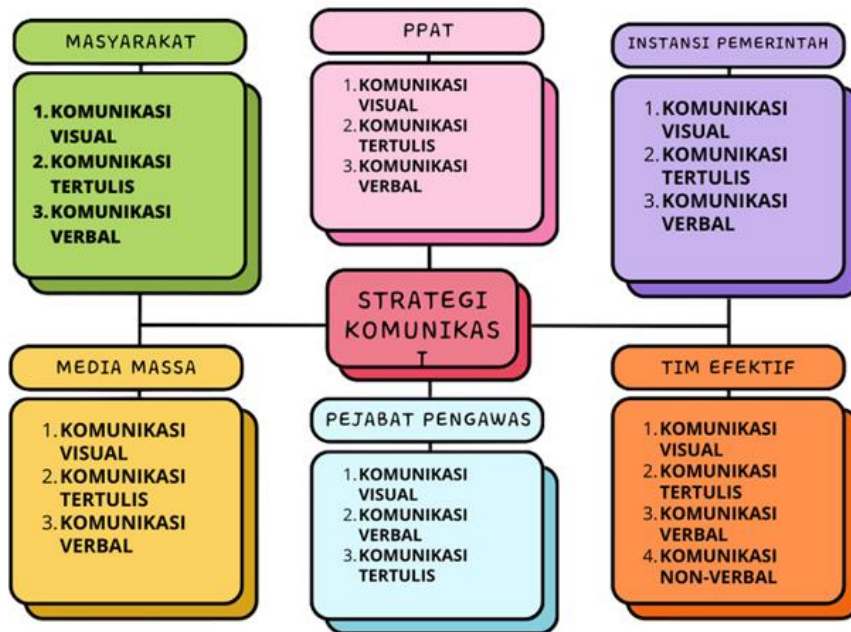 MASYARAKAT
1. KOMUNIKASI
VISUAL
2. KOMUNIKASI
TERTULIS
3. KOMUNIKASI
VERBAL
PPAT
1. KOMUNIKASI
VISUAL
2. KOMUNIKASI
TERTULIS
3. KOMUNIKASI
VERBAL
INSTANSI PEMERINTAH
1. KOMUNIKASI
VISUAL
2. KOMUNIKASI
TERTULIS
3. KOMUNIKASI
VERBAL
STRATEGI
KOMUNIKAS
I
MEDIA MASSA
1. KOMUNIKASI
VISUAL
2. KOMUNIKASI
TERTULIS
3. KOMUNIKASI
VERBAL
PEJABAT PENGAWAS
1. KOMUNIKASI
VISUAL
2. KOMUNIKASI
VERBAL
3. KOMUNIKASI
TERTULIS
TIM EFEKTIF
1. KOMUNIKASI
VISUAL
2. KOMUNIKASI
TERTULIS
3. KOMUNIKASI
VERBAL
4. KOMUNIKASI
NON-VERBAL